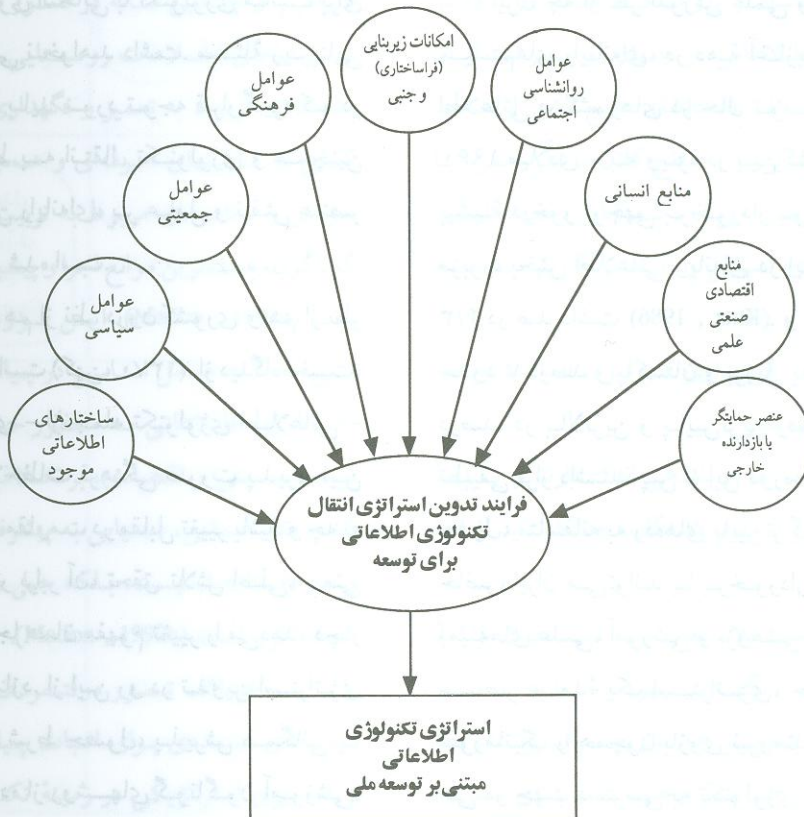 امکانات زیربنایی
(فراساختاری)
و جنبی
عوامل
روانشناسی
اجتماعی
عوامل
فرهنگی
منابع انسانی
عوامل
جمعیتی
منابع
اقتصادی
صنعتی
علمی
عوامل
سیاسی
عنصر حمایتگر
یا بازدارنده
خارجی
ساختارهای
اطلاعاتی
موجود
فرایند تدوین استراتژی انتقال
تکنولوژی اطلاعاتی
برای توسعه
استراتژی تکنولوژی
اطلاعاتی
مبتنی بر توسعه ملی